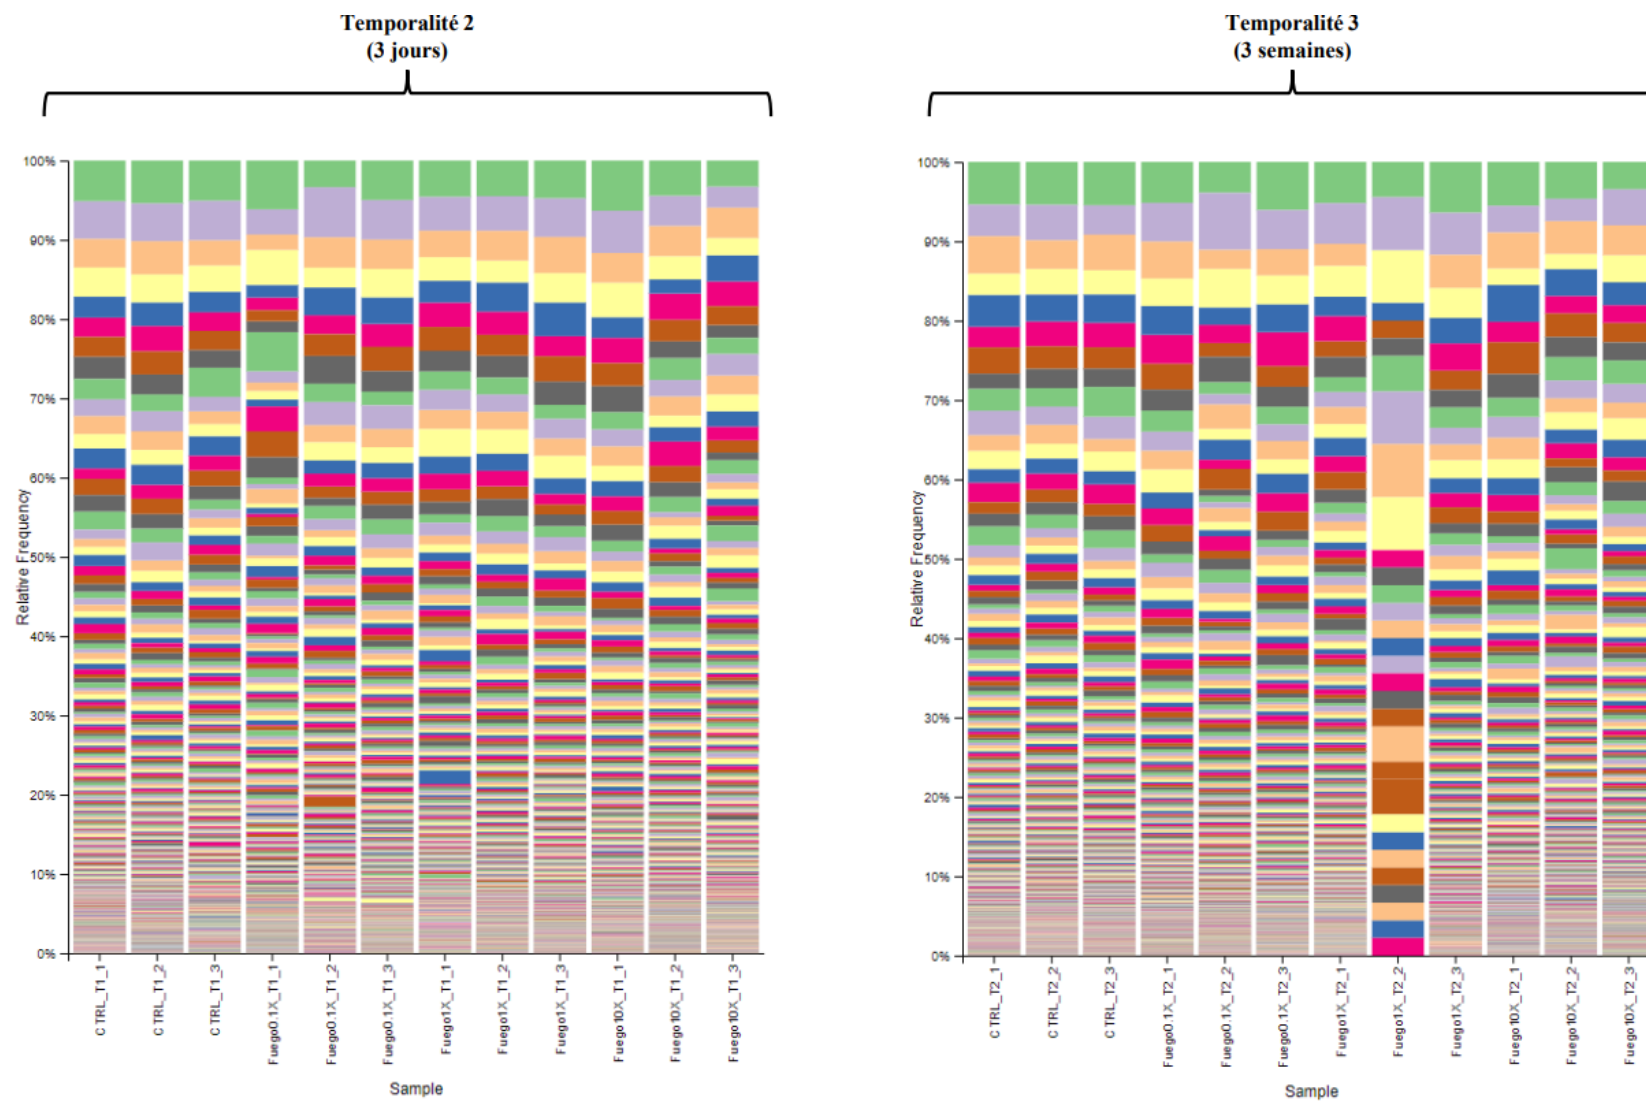 Temporalité 2
(3 jours)
Temporalité 3
(3 semaines)
100%
90%
80%
70%
60%
50%
40%
30%
20%
10%
0%
Relative Frequency
CTRL_T1_1
CTRL_T1_2
CTRL_T1_3
Fuego0.1X_T1_1
Fuego0.1X_T1_2
Fuego0.1X_T1_3
Fuego1X_T1_1
Fuego1X_T1_2
Fuego1X_T1_3
Fuego10X_T1_1
Fuego10X_T1_2
Fuego10X_T1_3
Sample
100%
90%
80%
70%
60%
50%
40%
30%
20%
10%
0%
Relative Frequency
CTRL_T2_1
CTRL_T2_2
CTRL_T2_3
Fuego0.1X_T2_1
Fuego0.1X_T2_2
Fuego0.1X_T2_3
Fuego1X_T2_1
Fuego1X_T2_2
Fuego1X_T2_3
Fuego10X_T2_1
Fuego10X_T2_2
Fuego10X_T2_3
Sample